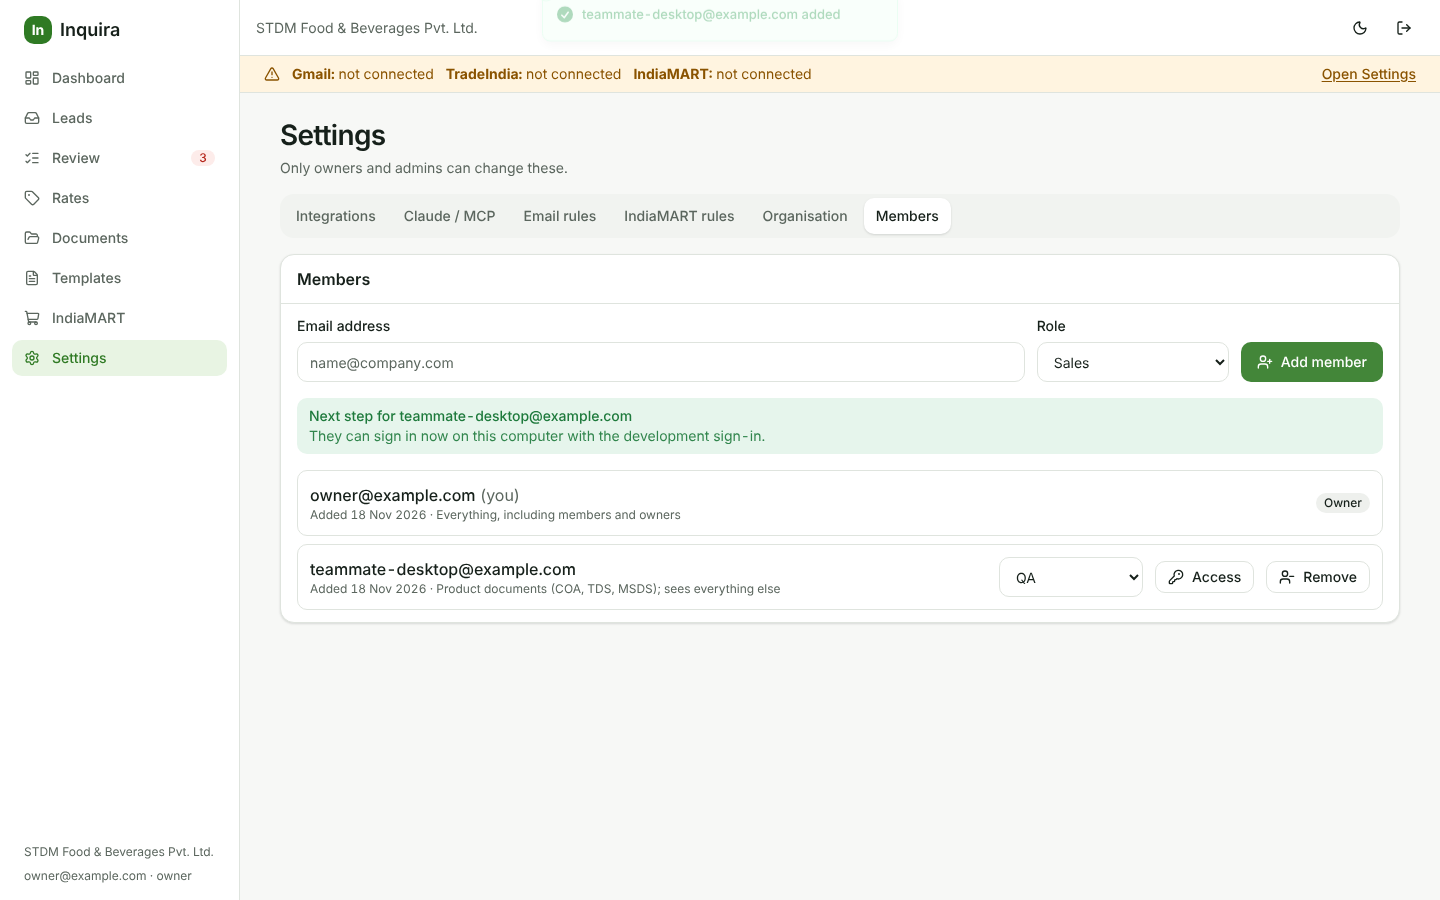 In Inquira
STDM Food & Beverages Pvt. Ltd.
teammate-desktop@example.com added
Gmail: not connected TradeIndia: not connected IndiaMART: not connected Open Settings
Dashboard
Leads
Review 3
Rates
Documents
Templates
IndiaMART
Settings
Settings
Only owners and admins can change these.
Integrations Claude / MCP Email rules IndiaMART rules Organisation Members
Members
Email address Role
name@company.com Sales Add member
Next step for teammate-desktop@example.com
They can sign in now on this computer with the development sign-in.
owner@example.com (you) Owner
Added 18 Nov 2026 · Everything, including members and owners
teammate-desktop@example.com QA Access Remove
Added 18 Nov 2026 · Product documents (COA, TDS, MSDS); sees everything else
STDM Food & Beverages Pvt. Ltd.
owner@example.com · owner